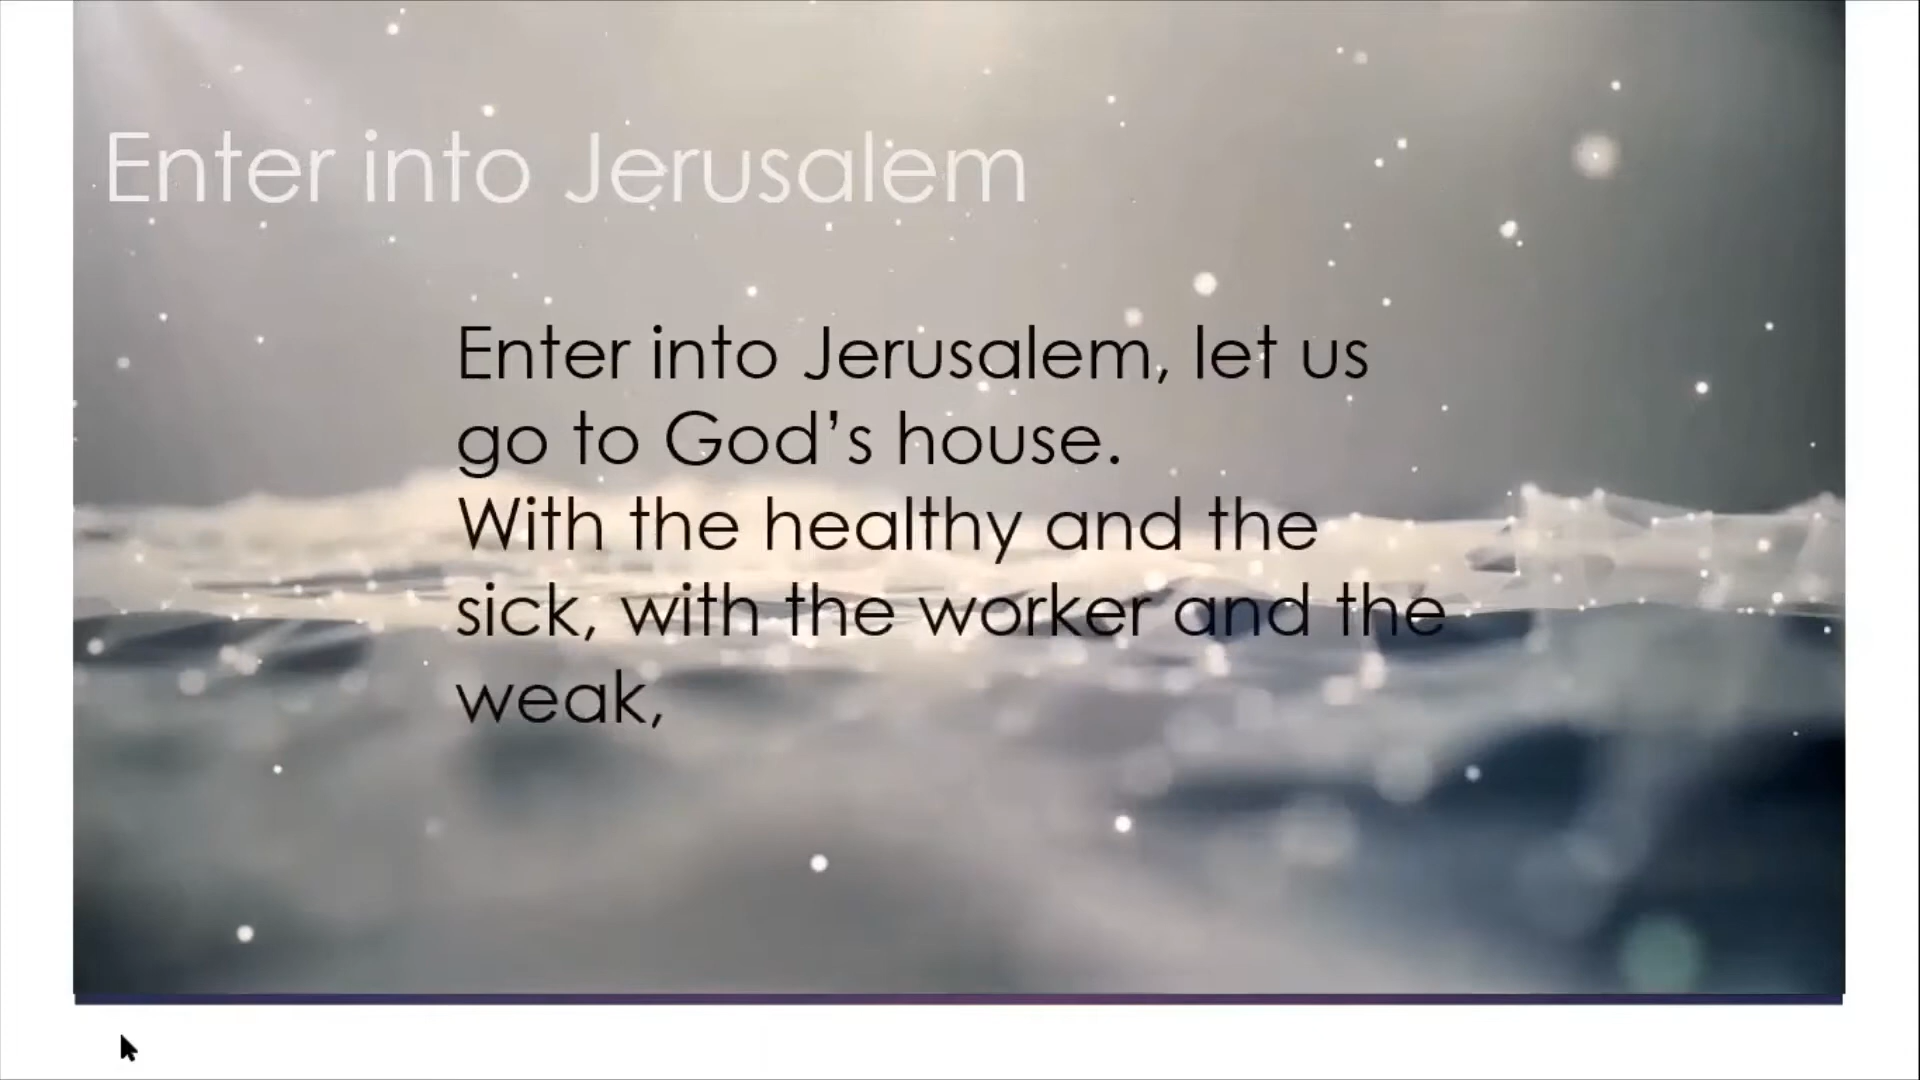 Enter into Jerusalem
Enter into Jerusalem, let us
go to God’s house.
With the healthy and the
sick, with the worker and the
weak,